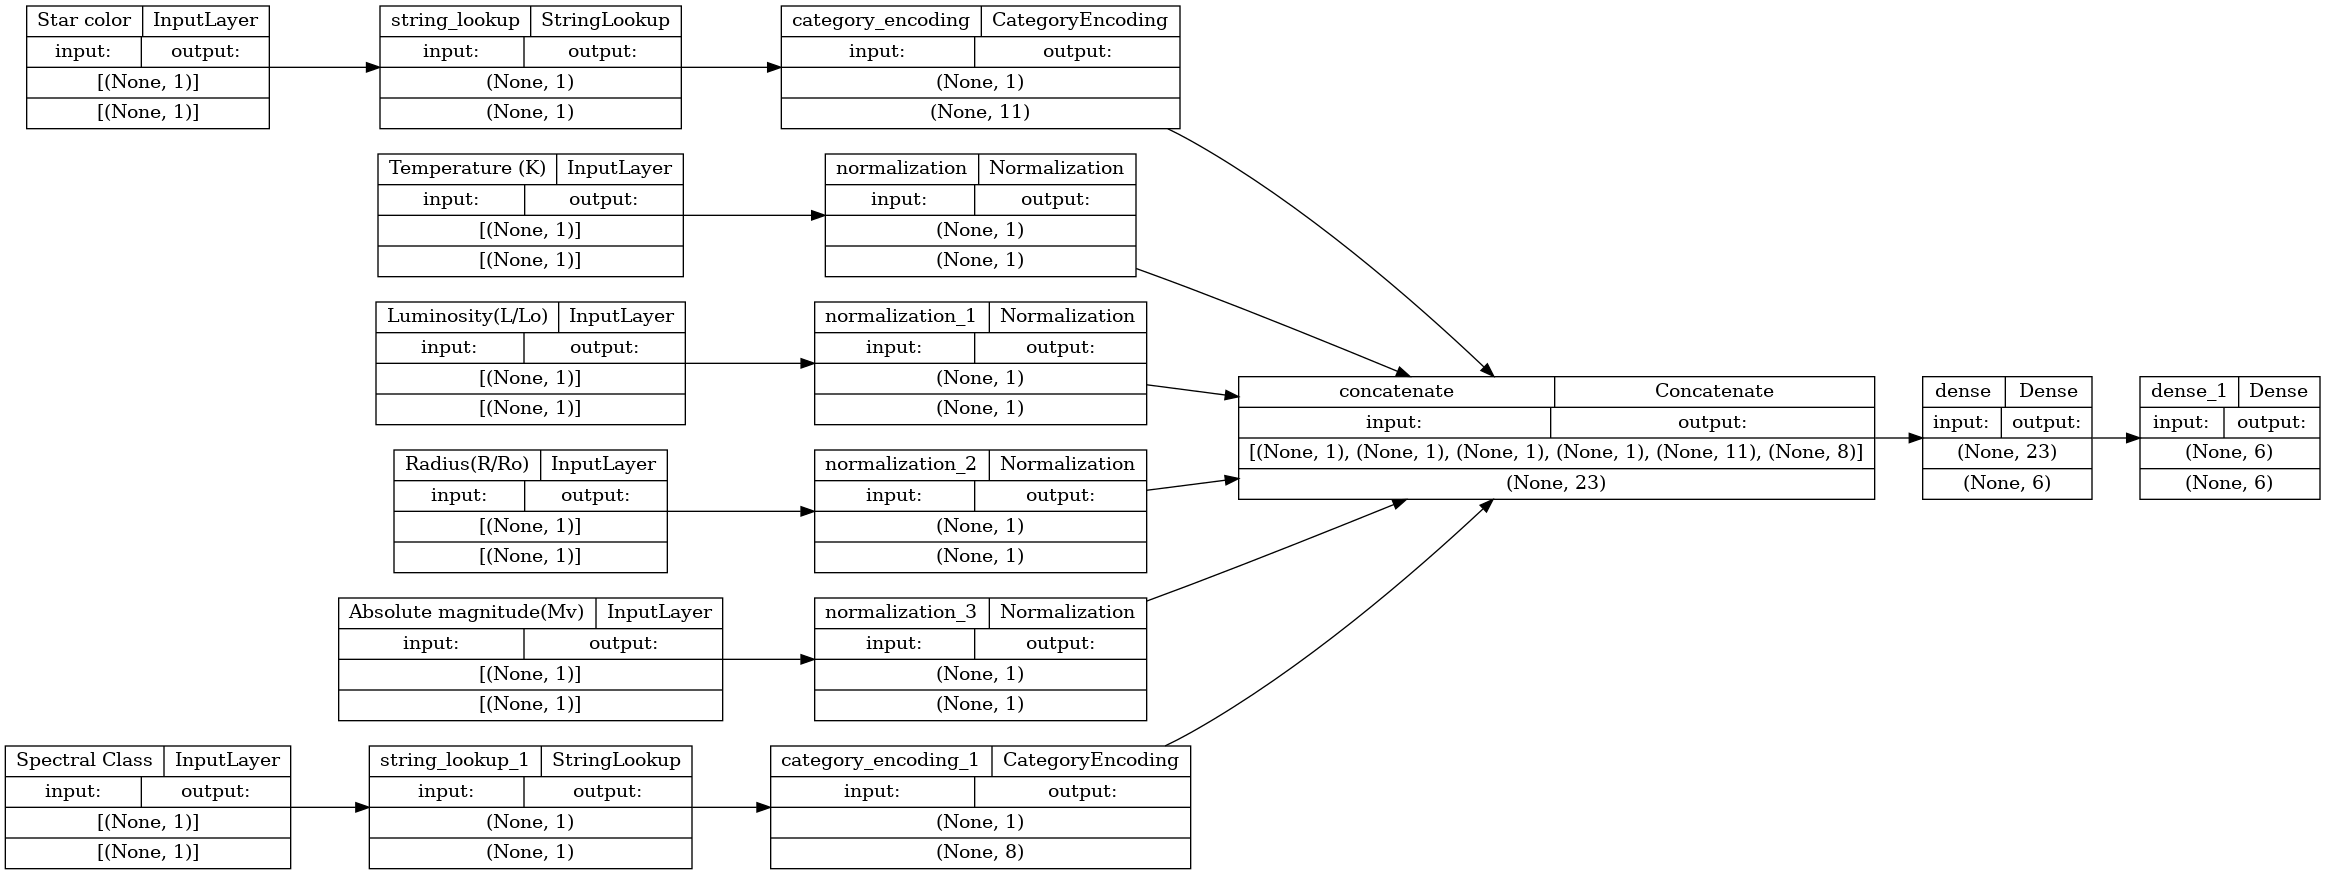 Star color InputLayer
input: output:
[(None, 1)]
[(None, 1)]
string_lookup StringLookup
input: output:
(None, 1)
(None, 1)
category_encoding CategoryEncoding
input: output:
(None, 1)
(None, 11)
Temperature (K) InputLayer
input: output:
[(None, 1)]
[(None, 1)]
normalization Normalization
input: output:
(None, 1)
(None, 1)
Luminosity(L/Lo) InputLayer
input: output:
[(None, 1)]
[(None, 1)]
normalization_1 Normalization
input: output:
(None, 1)
(None, 1)
Radius(R/Ro) InputLayer
input: output:
[(None, 1)]
[(None, 1)]
normalization_2 Normalization
input: output:
(None, 1)
(None, 1)
Absolute magnitude(Mv) InputLayer
input: output:
[(None, 1)]
[(None, 1)]
normalization_3 Normalization
input: output:
(None, 1)
(None, 1)
Spectral Class InputLayer
input: output:
[(None, 1)]
[(None, 1)]
string_lookup_1 StringLookup
input: output:
(None, 1)
(None, 1)
category_encoding_1 CategoryEncoding
input: output:
(None, 1)
(None, 8)
concatenate Concatenate
input: output:
[(None, 1), (None, 1), (None, 1), (None, 1), (None, 11), (None, 8)]
(None, 23)
dense Dense
input: output:
(None, 23)
(None, 6)
dense_1 Dense
input: output:
(None, 6)
(None, 6)